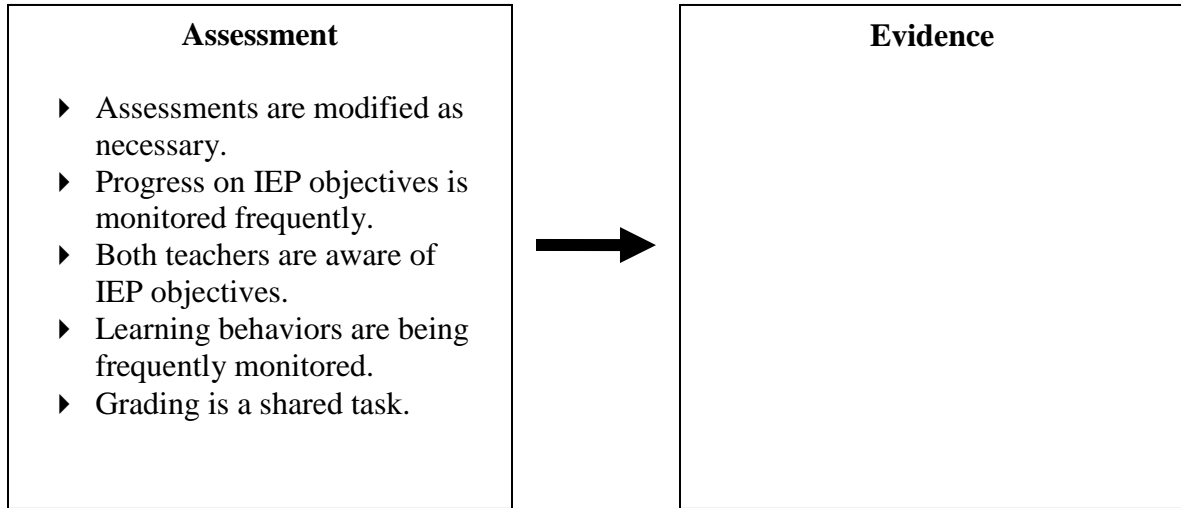 Assessment
Assessments are modified as
necessary.
Progress on IEP objectives is
monitored frequently.
Both teachers are aware of
IEP objectives.
Learning behaviors are being
frequently monitored.
Grading is a shared task.
Evidence